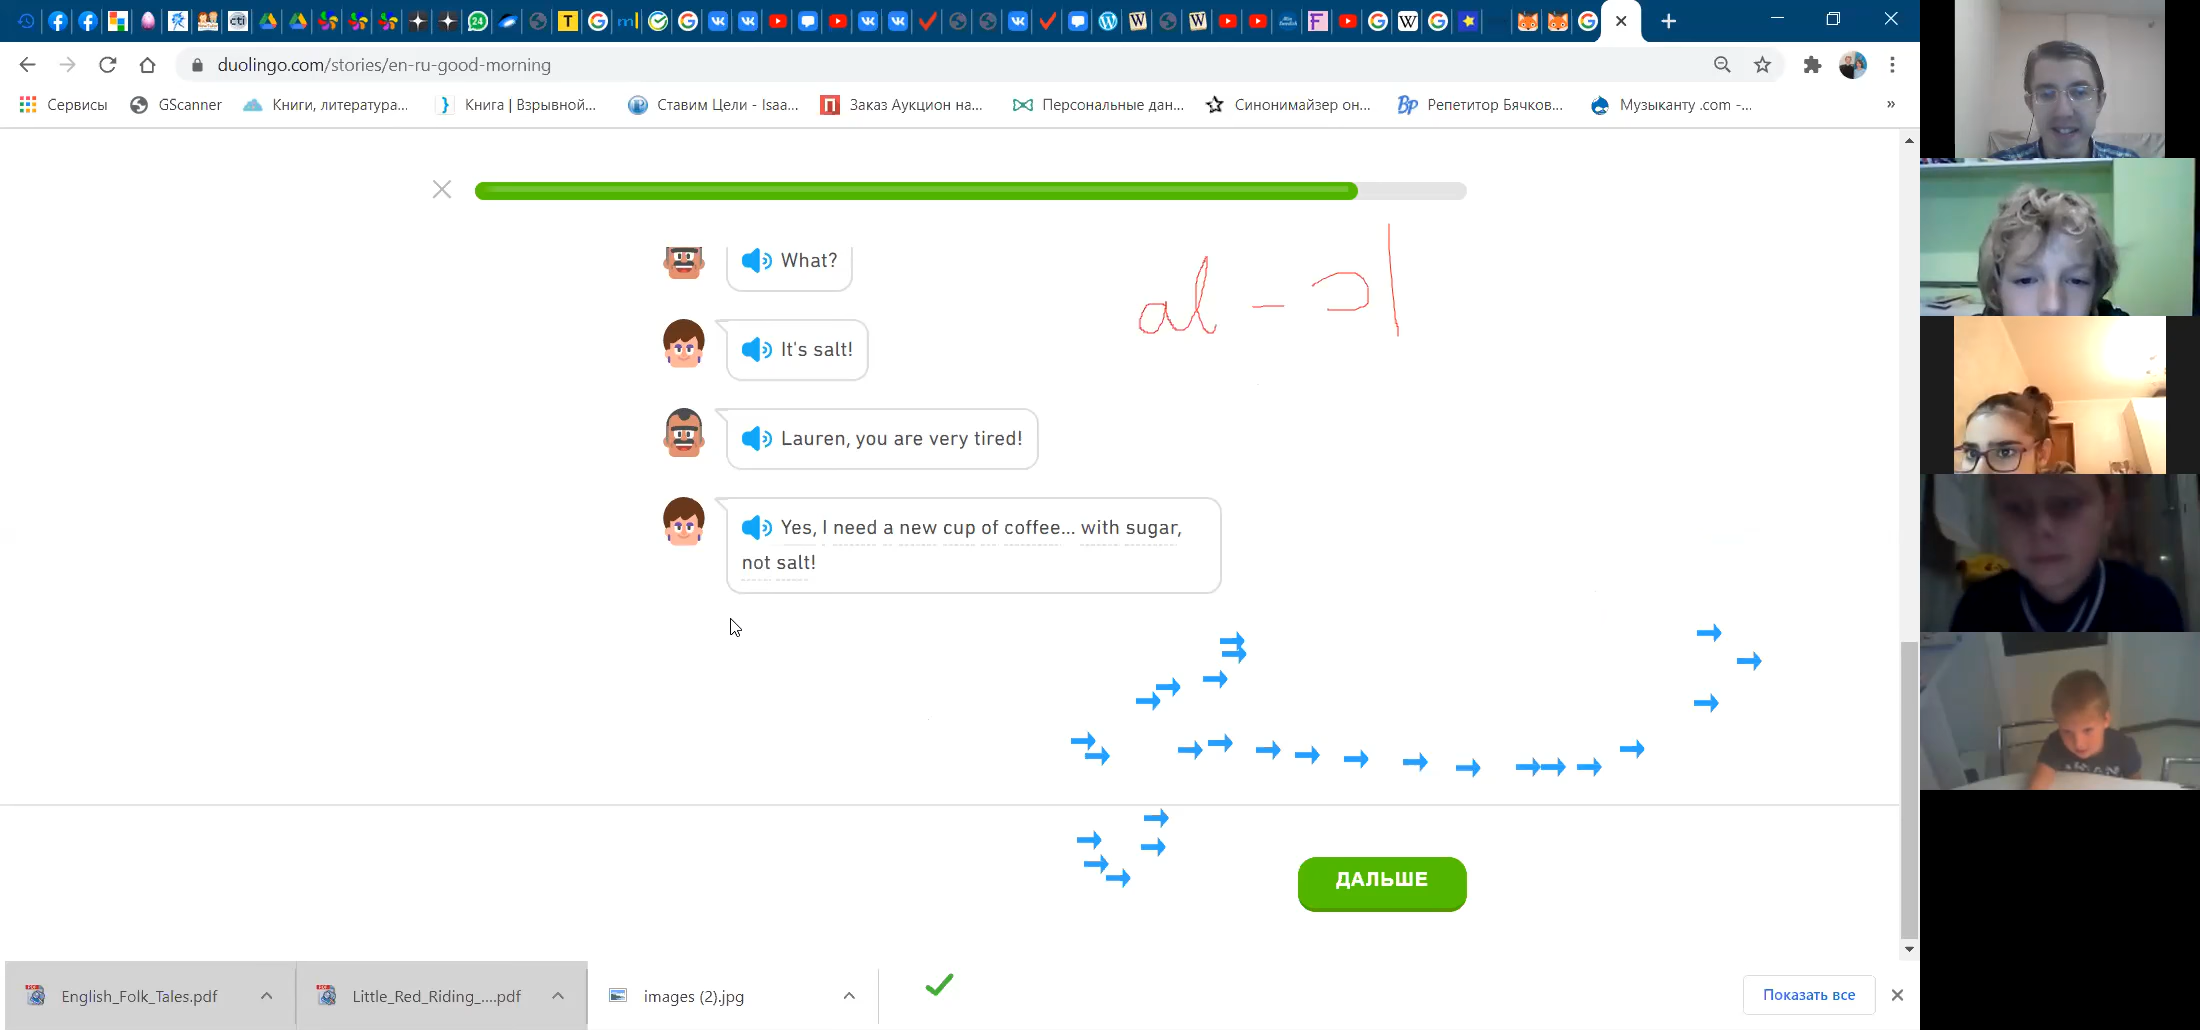 duolingo.com/stories/en-ru-good-morning
Сервисы GScanner Книги, литература... Книга | Взрывной... Ставим Цели - Isaa... Заказ Аукцион на... Персональные дан... Синонимайзер он... Репетитор Бячков... Музыканту .com -... »
What?
al - ɔl
It's salt!
Lauren, you are very tired!
Yes, I need a new cup of coffee... with sugar,
not salt!
ДАЛЬШЕ
English_Folk_Tales.pdf Little_Red_Riding_....pdf images (2).jpg Показать все